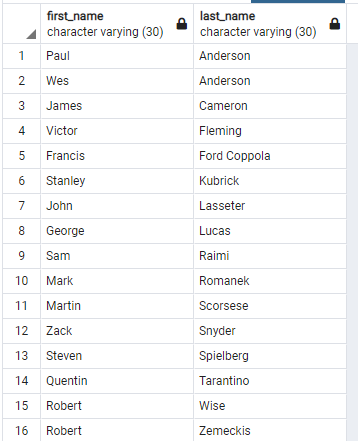 first_name last_name
character varying (30) character varying (30)
1 Paul Anderson
2 Wes Anderson
3 James Cameron
4 Victor Fleming
5 Francis Ford Coppola
6 Stanley Kubrick
7 John Lasseter
8 George Lucas
9 Sam Raimi
10 Mark Romanek
11 Martin Scorsese
12 Zack Snyder
13 Steven Spielberg
14 Quentin Tarantino
15 Robert Wise
16 Robert Zemeckis